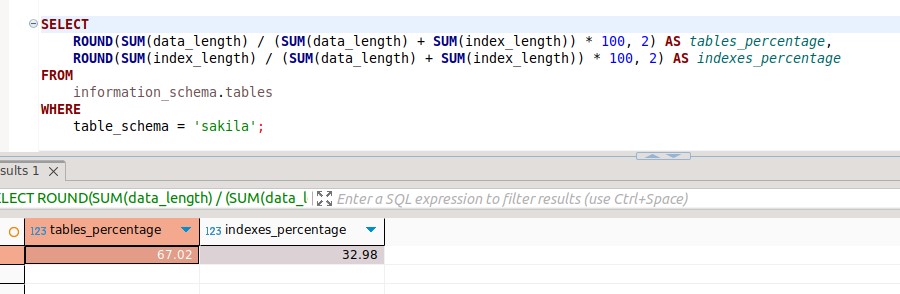 SELECT
ROUND(SUM(data_length) / (SUM(data_length) + SUM(index_length)) * 100, 2) AS tables_percentage,
ROUND(SUM(index_length) / (SUM(data_length) + SUM(index_length)) * 100, 2) AS indexes_percentage
FROM
information_schema.tables
WHERE
table_schema = 'sakila';
sults 1
LECT ROUND(SUM(data_length) / (SUM(data_l Enter a SQL expression to filter results (use Ctrl+Space)
123 tables_percentage 123 indexes_percentage
67.02 32.98